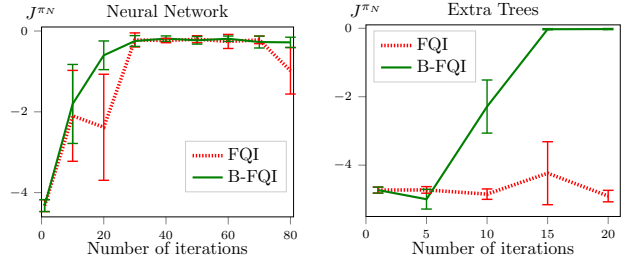 J^{π_N} Neural Network
0
−2
−4
FQI
B-FQI
0 20 40 60 80
Number of iterations
J^{π_N} Extra Trees
0
−2
−4
FQI
B-FQI
0 5 10 15 20
Number of iterations